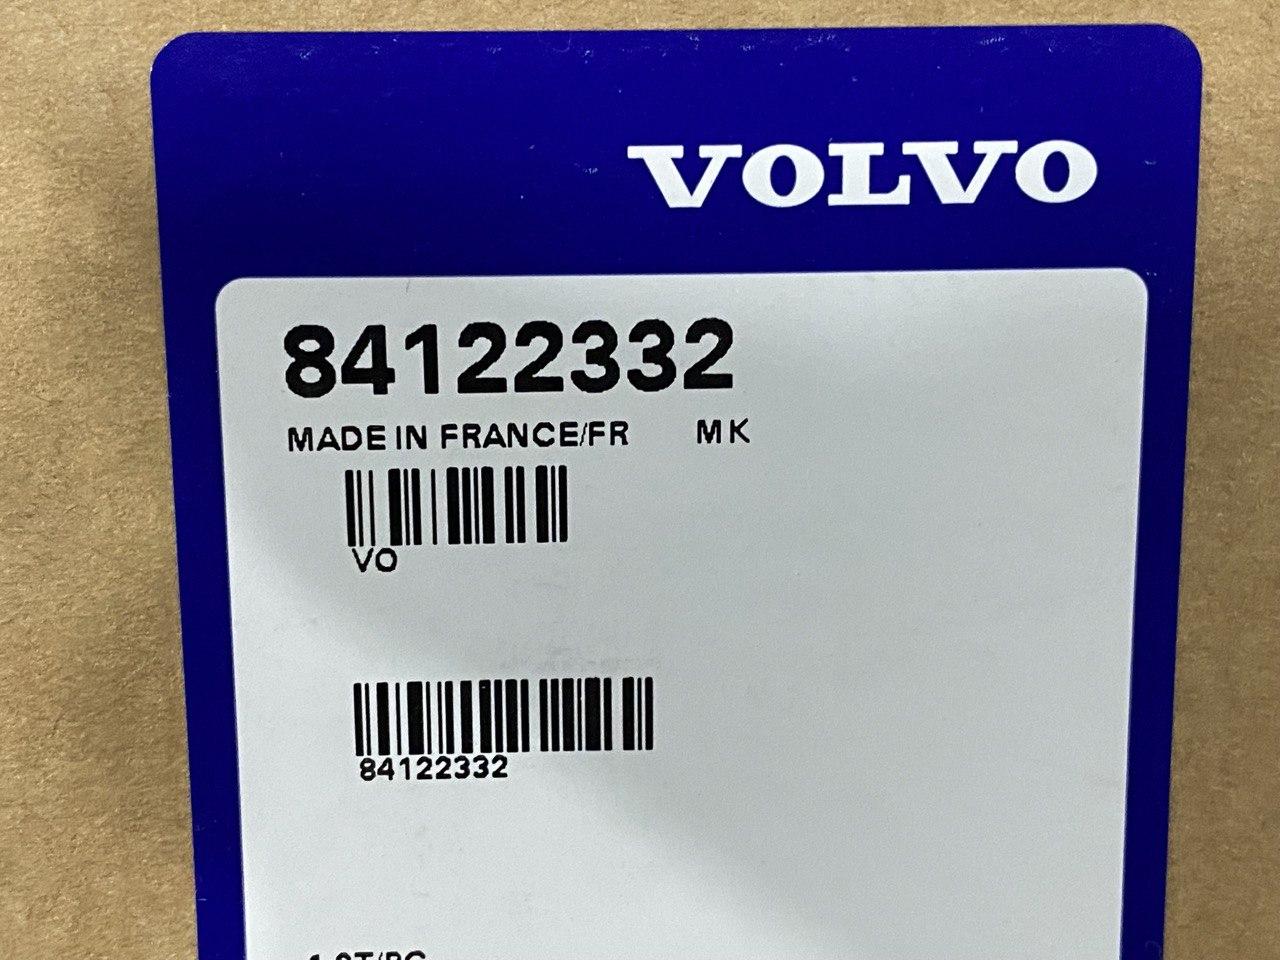 VOLVO
84122332
MADE IN FRANCE/FR MK
VO
84122332